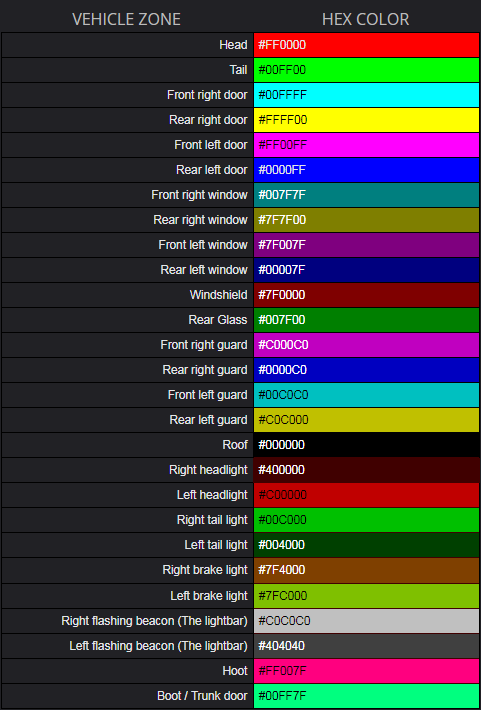 VEHICLE ZONE HEX COLOR
Head #FF0000
Tail #00FF00
Front right door #00FFFF
Rear right door #FFFF00
Front left door #FF00FF
Rear left door #0000FF
Front right window #007F7F
Rear right window #7F7F00
Front left window #7F007F
Rear left window #00007F
Windshield #7F0000
Rear Glass #007F00
Front right guard #C000C0
Rear right guard #0000C0
Front left guard #00C0C0
Rear left guard #C0C000
Roof #000000
Right headlight #400000
Left headlight #C00000
Right tail light #00C000
Left tail light #004000
Right brake light #7F4000
Left brake light #7FC000
Right flashing beacon (The lightbar) #C0C0C0
Left flashing beacon (The lightbar) #404040
Hoot #FF007F
Boot / Trunk door #00FF7F